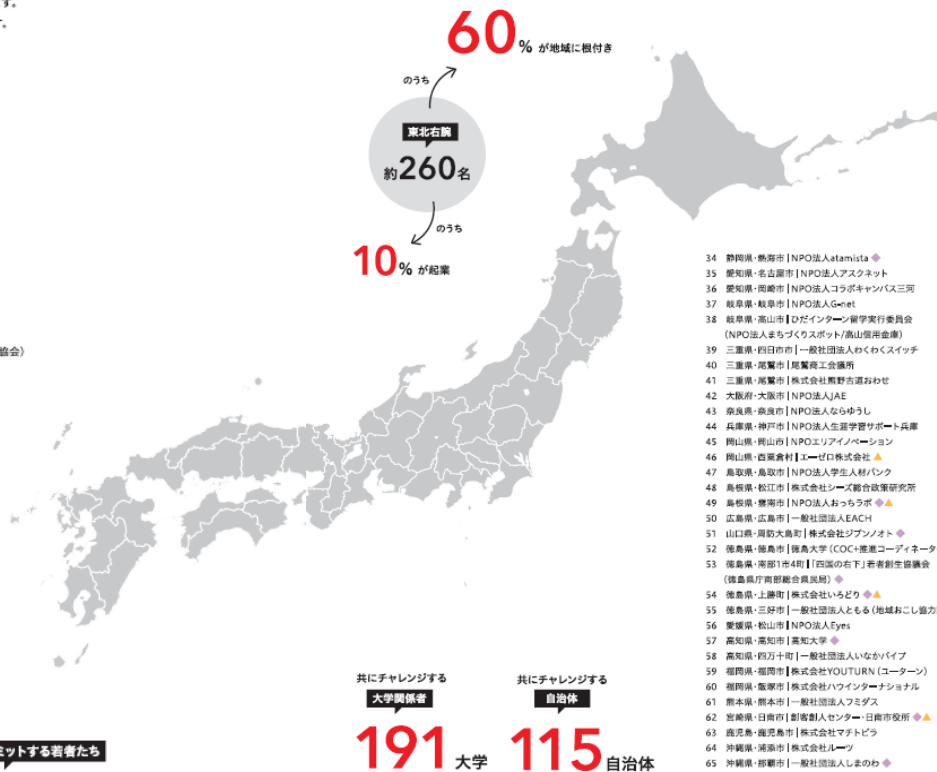 す。
す。
60% が地域に根付き
のうち
東北右腕
約260名
のうち
10% が起業
協会）
34 静岡県・熱海市 | NPO法人atamista ◆
35 愛知県・名古屋市 | NPO法人アスクネット
36 愛知県・岡崎市 | NPO法人コラボキャンパス三河
37 岐阜県・岐阜市 | NPO法人G-net
38 岐阜県・高山市 | ひだインターン留学実行委員会
（NPO法人まちづくりスポット/高山信用金庫）
39 三重県・四日市市 | 一般社団法人わくわくスイッチ
40 三重県・尾鷲市 | 尾鷲商工会議所
41 三重県・尾鷲市 | 株式会社熊野古道おわせ
42 大阪府・大阪市 | NPO法人JAE
43 奈良県・奈良市 | NPO法人ならゆうし
44 兵庫県・神戸市 | NPO法人生涯学習サポート兵庫
45 岡山県・岡山市 | NPOエリアイノベーション
46 岡山県・西粟倉村 | エーゼロ株式会社 ▲
47 鳥取県・鳥取市 | NPO法人学生人材バンク
48 島根県・松江市 | 株式会社シーズ総合政策研究所
49 島根県・雲南市 | NPO法人おっちラボ ◆▲
50 広島県・広島市 | 一般社団法人EACH
51 山口県・周防大島町 | 株式会社ジブンノオト ◆
52 徳島県・徳島市 | 徳島大学（COC+推進コーディネータ
53 徳島県・南部1市4町 | 「四国の右下」若者創生協議会
（徳島県庁南部総合県民局）◆
54 徳島県・上勝町 | 株式会社いろどり ◆▲
55 徳島県・三好市 | 一般社団法人ともる（地域おこし協力
56 愛媛県・松山市 | NPO法人Eyes
57 高知県・高知市 | 高知大学 ◆
58 高知県・四万十町 | 一般社団法人いなかパイプ
59 福岡県・福岡市 | 株式会社YOUTURN（ユーターン）
60 福岡県・飯塚市 | 株式会社ハウインターナショナル
61 熊本県・熊本市 | 一般社団法人フミダス
62 宮崎県・日南市 | 創客創人センター・日南市役所 ◆▲
63 鹿児島・鹿児島市 | 株式会社マチトビラ
64 沖縄県・浦添市 | 株式会社ルーツ
65 沖縄県・那覇市 | 一般社団法人しまのわ ◆
共にチャレンジする
大学関係者
191大学
共にチャレンジする
自治体
115自治体
ミットする若者たち